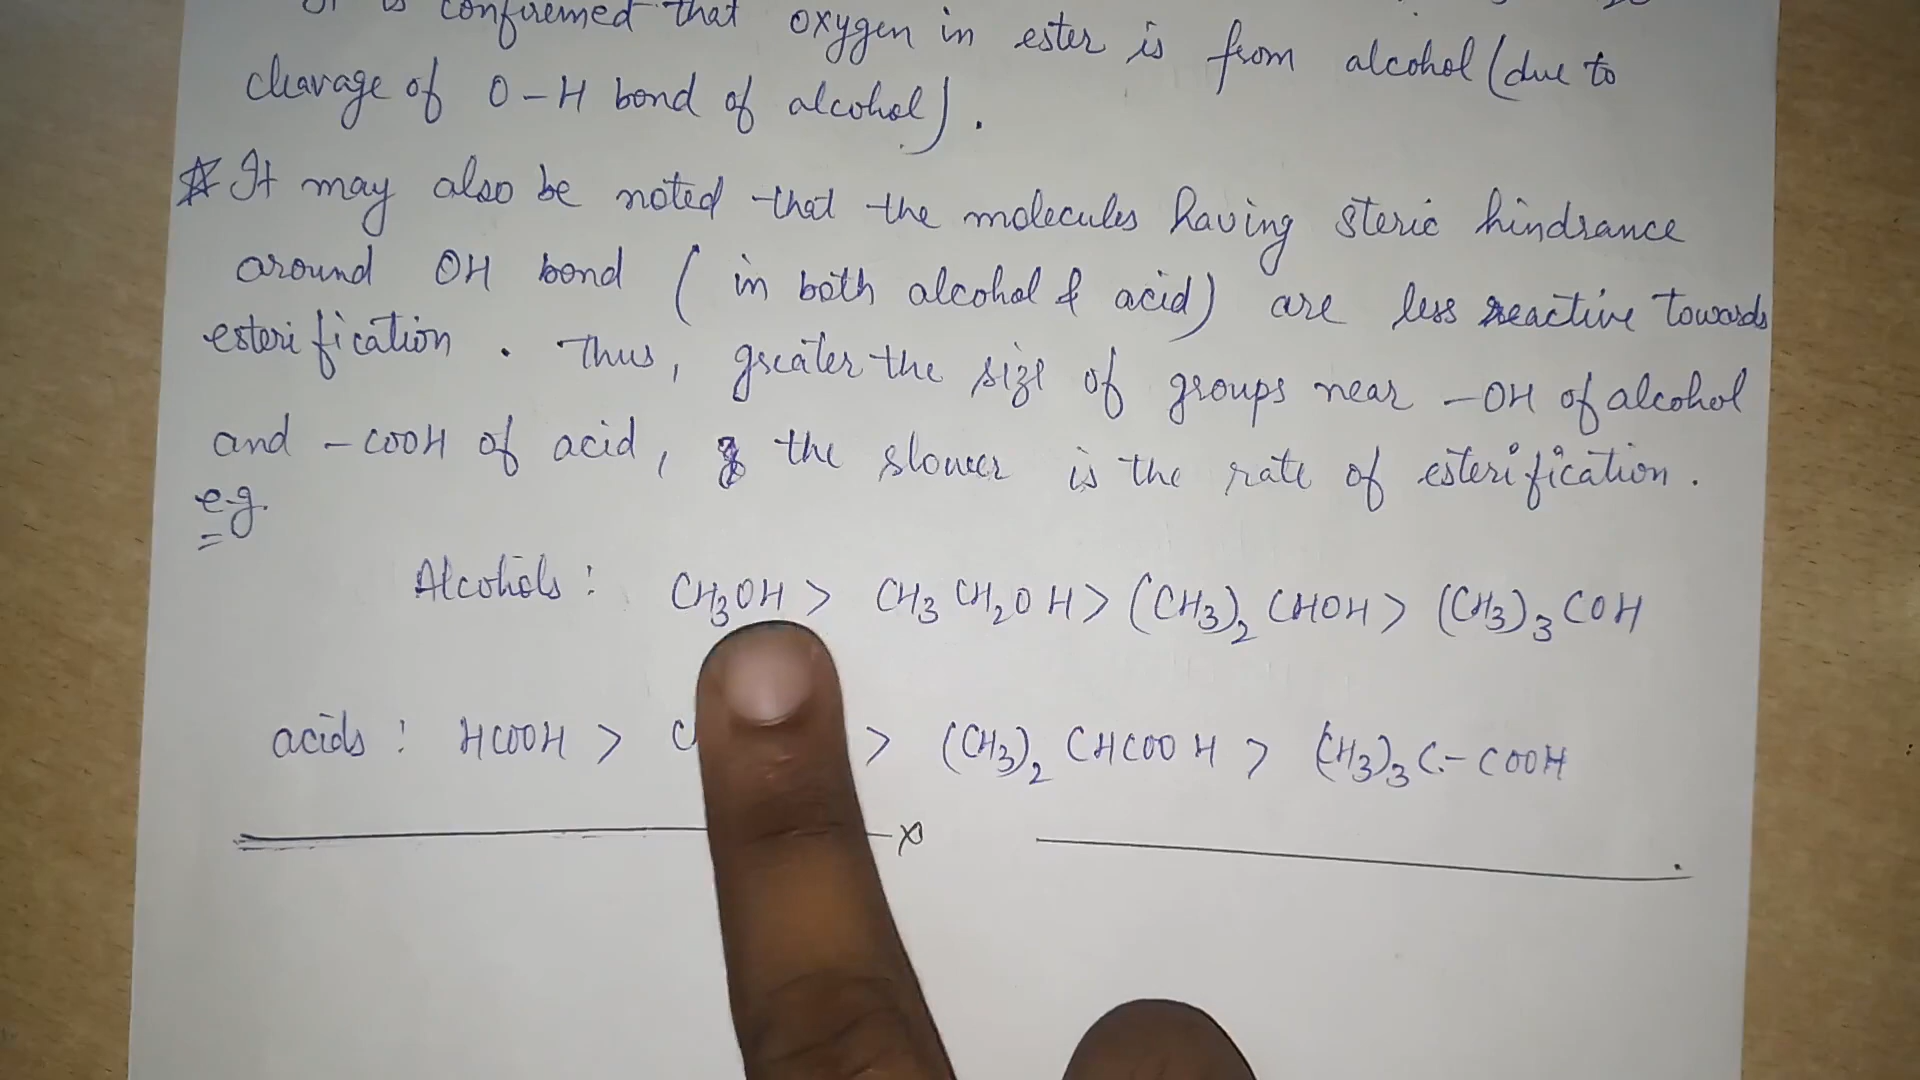 is confirmed that oxygen in ester is from alcohol (due to
clevage of O-H bond of alcohol).
☆ It may also be noted that the molecules having steric hindrance
around OH bond (in both alcohol & acid) are less reactive towards
esterification. Thus, greater the size of groups near -OH of alcohol
and -COOH of acid, the slower is the rate of esterification.
e.g.
Alcohols: CH₃OH > CH₃CH₂OH > (CH₃)₂CHOH > (CH₃)₃COH
acids: HCOOH > C > (CH₃)₂CHCOOH > (CH₃)₃C-COOH